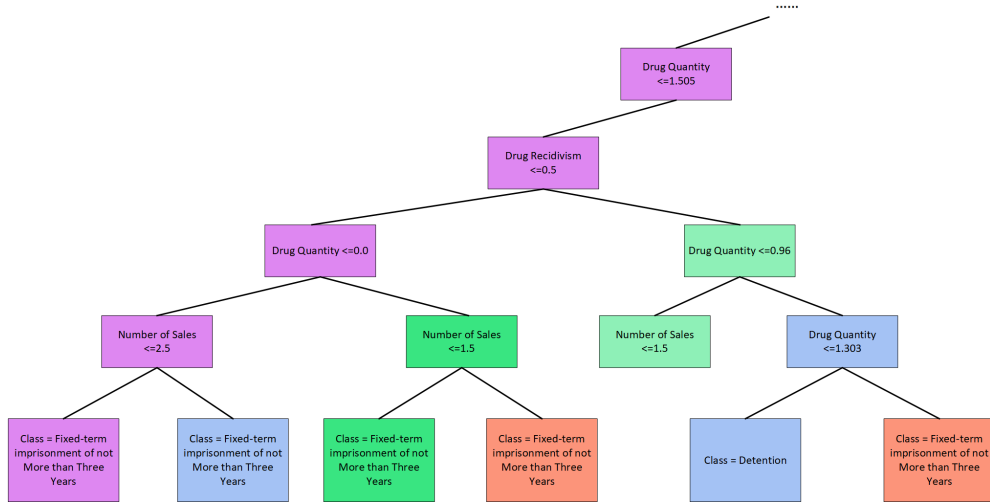 ......
Drug Quantity
<=1.505
Drug Recidivism
<=0.5
Drug Quantity <=0.0
Drug Quantity <=0.96
Number of Sales
<=2.5
Number of Sales
<=1.5
Number of Sales
<=1.5
Drug Quantity
<=1.303
Class = Fixed-term
imprisonment of not
More than Three
Years
Class = Fixed-term
imprisonment of not
More than Three
Years
Class = Fixed-term
imprisonment of not
More than Three
Years
Class = Fixed-term
imprisonment of not
More than Three
Years
Class = Detention
Class = Fixed-term
imprisonment of not
More than Three
Years